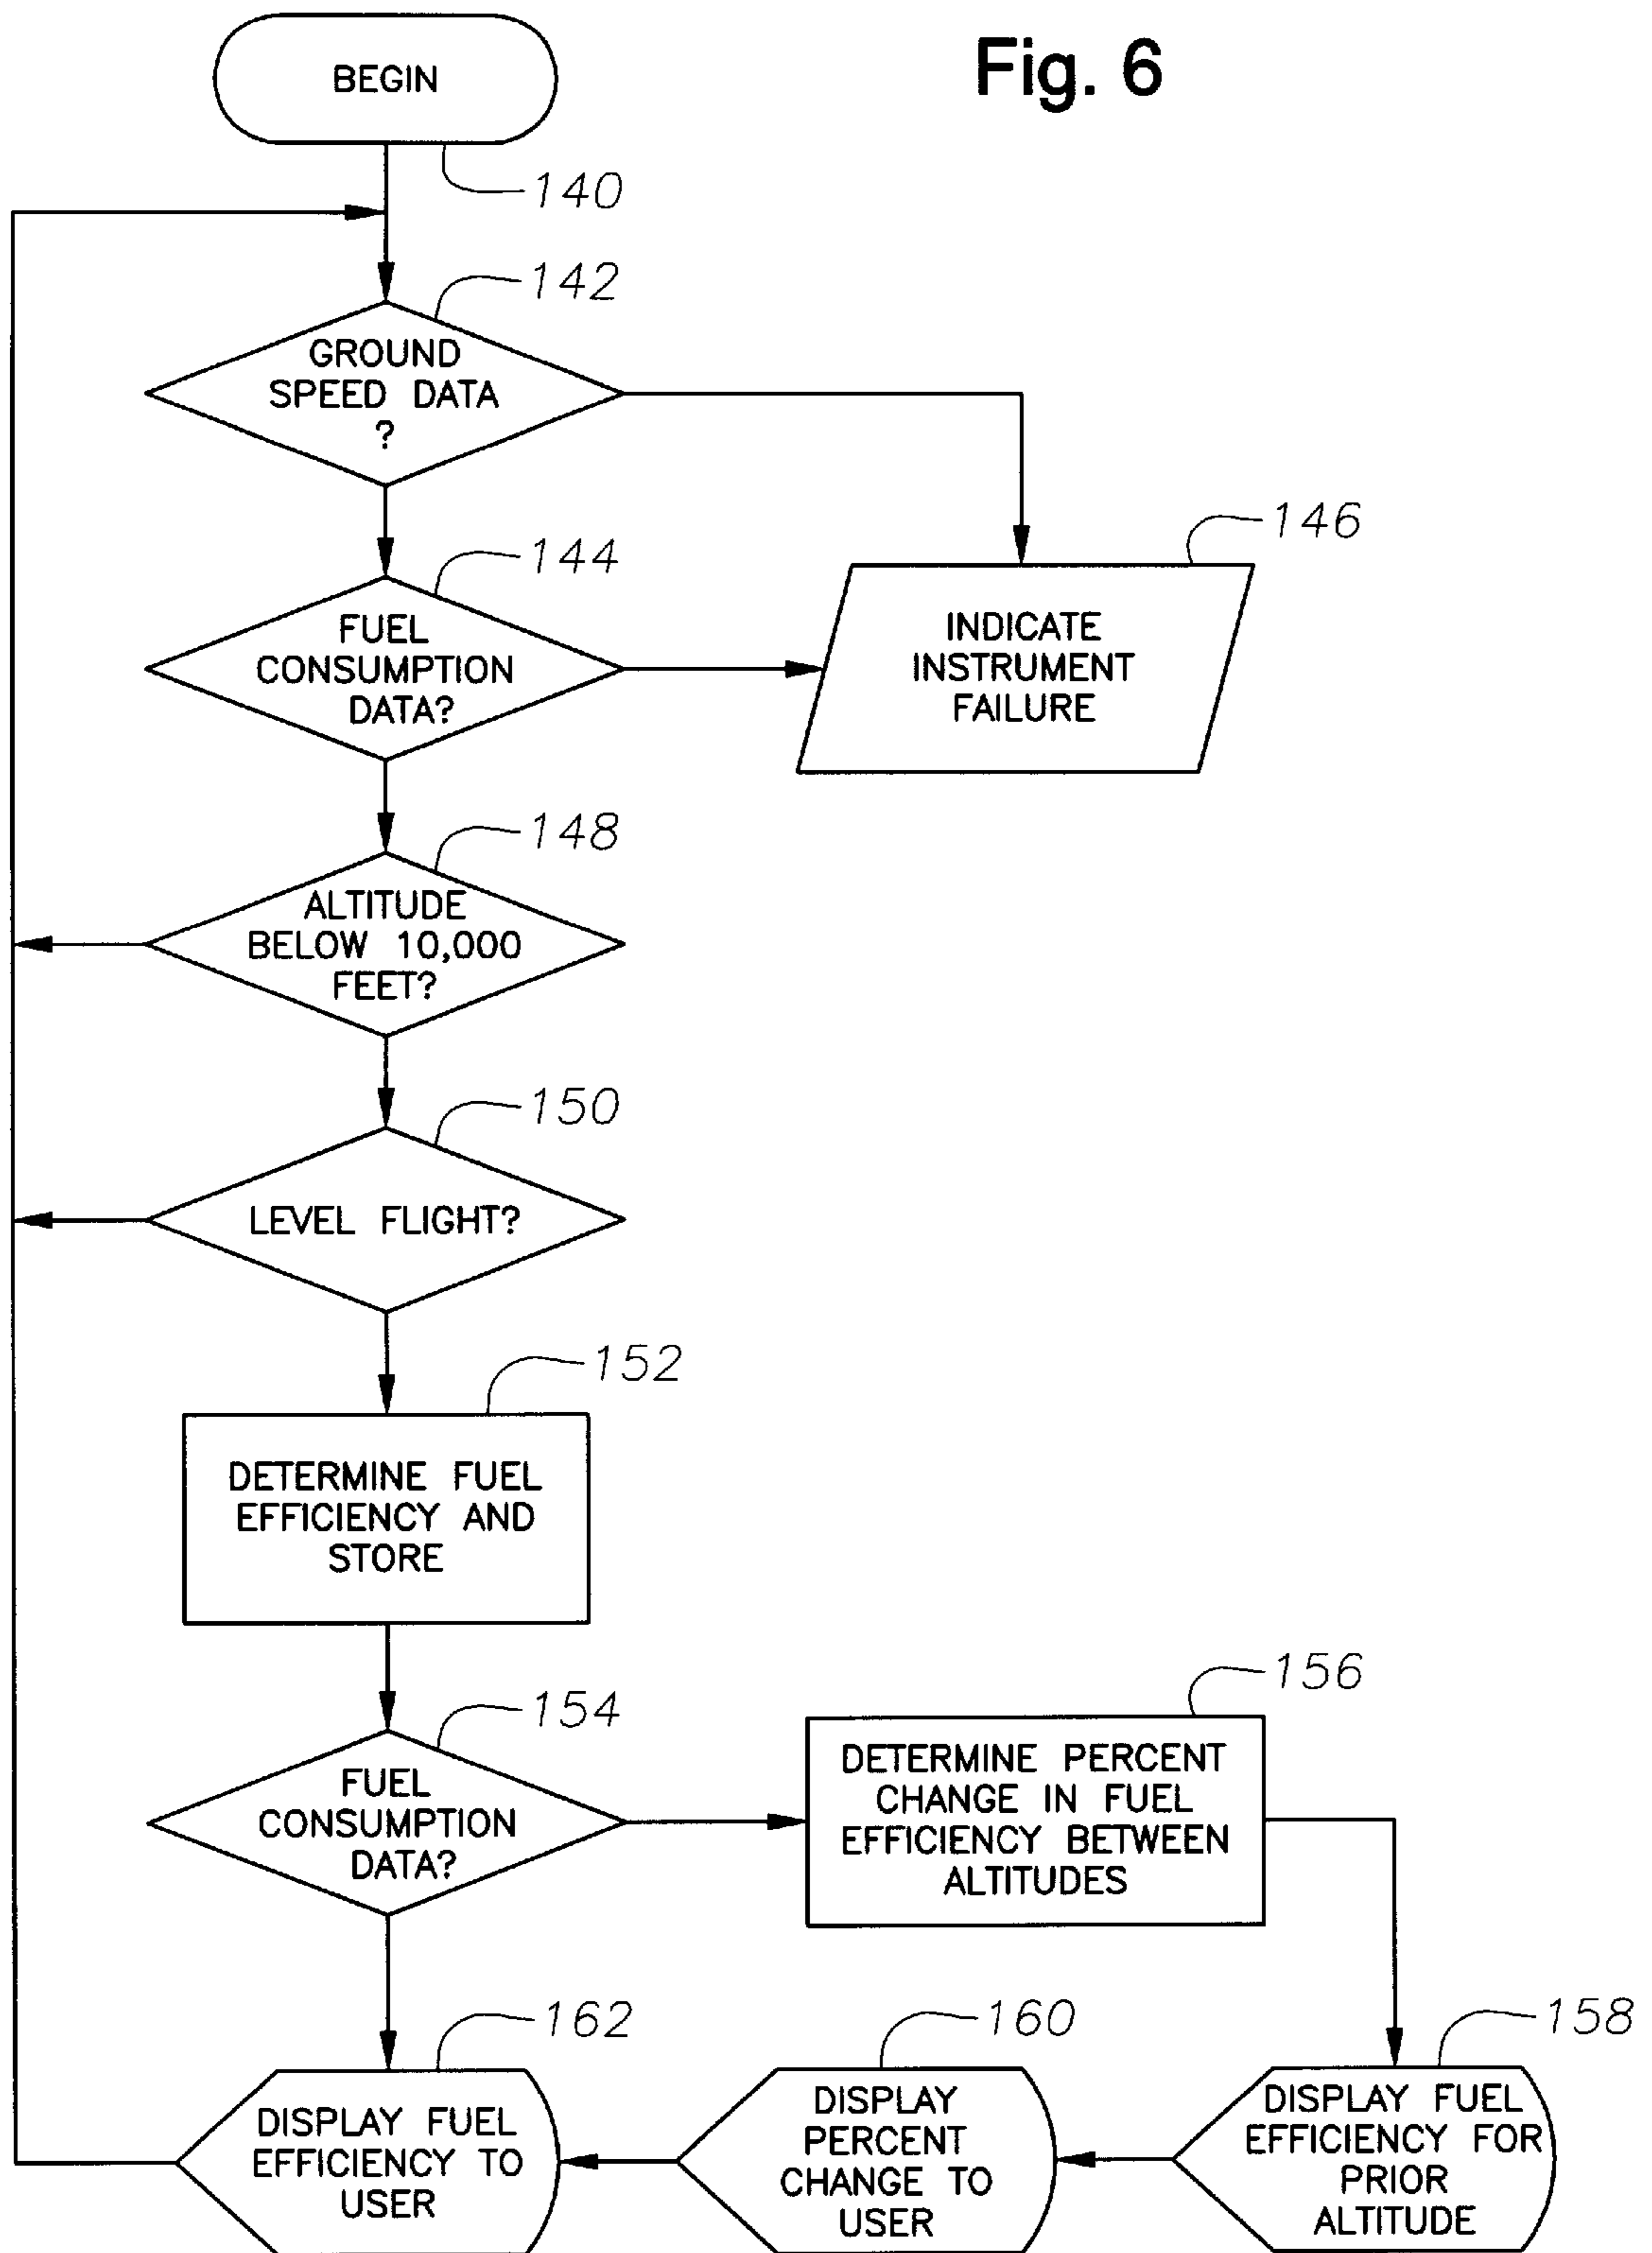 Fig. 6
BEGIN
140
142
GROUND
SPEED DATA
?
144
FUEL
CONSUMPTION
DATA?
146
INDICATE
INSTRUMENT
FAILURE
148
ALTITUDE
BELOW 10,000
FEET?
150
LEVEL FLIGHT?
152
DETERMINE FUEL
EFFICIENCY AND
STORE
154
FUEL
CONSUMPTION
DATA?
156
DETERMINE PERCENT
CHANGE IN FUEL
EFFICIENCY BETWEEN
ALTITUDES
162
DISPLAY FUEL
EFFICIENCY TO
USER
160
DISPLAY
PERCENT
CHANGE TO
USER
158
DISPLAY FUEL
EFFICIENCY FOR
PRIOR
ALTITUDE